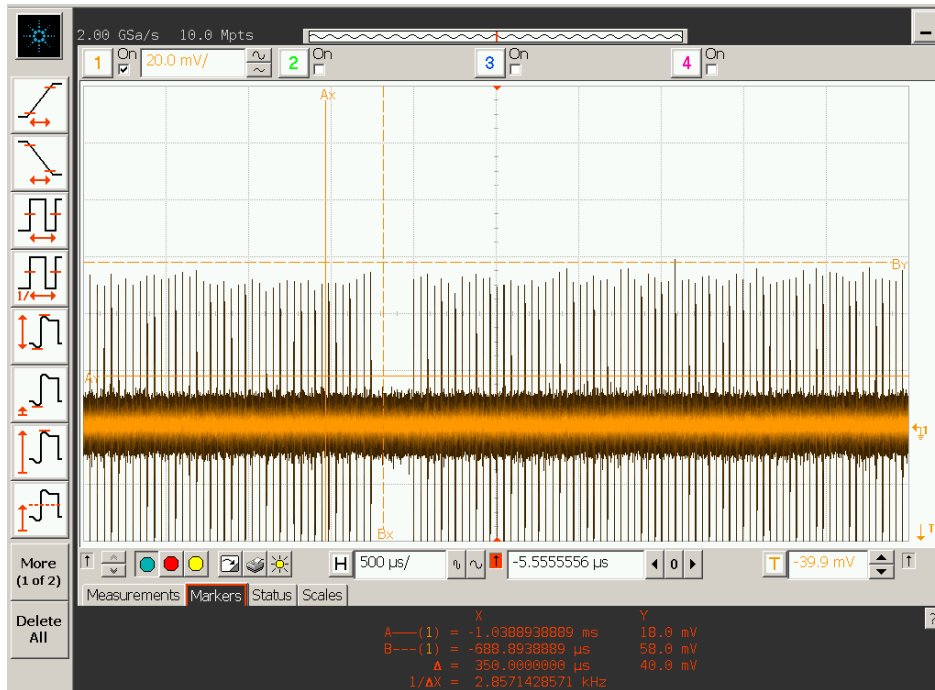 2.00 GSa/s 10.0 Mpts
1 On 20.0 mV/ 2 On 3 On 4 On
Ax
By
Ay
1
Bx
T
1/
More
(1 of 2)
H 500 µs/ -5.5555556 µs 0 T -39.9 mV
Measurements Markers Status Scales
Delete
All
?
X Y
A——(1) = -1.0388938889 ms 18.0 mV
B---(1) = -688.8938889 µs 58.0 mV
Δ = 350.0000000 µs 40.0 mV
1/ΔX = 2.8571428571 kHz